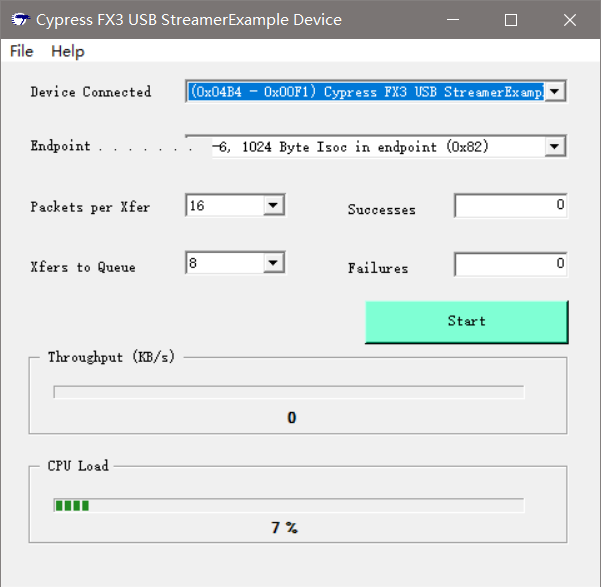 Cypress FX3 USB StreamerExample Device
File Help
Device Connected (0x04B4 - 0x00F1) Cypress FX3 USB StreamerExamp
Endpoint . . . . . . . -6, 1024 Byte Isoc in endpoint (0x82)
Packets per Xfer 16 Successes 0
Xfers to Queue 8 Failures 0
Start
Throughput (KB/s)
0
CPU Load
7 %